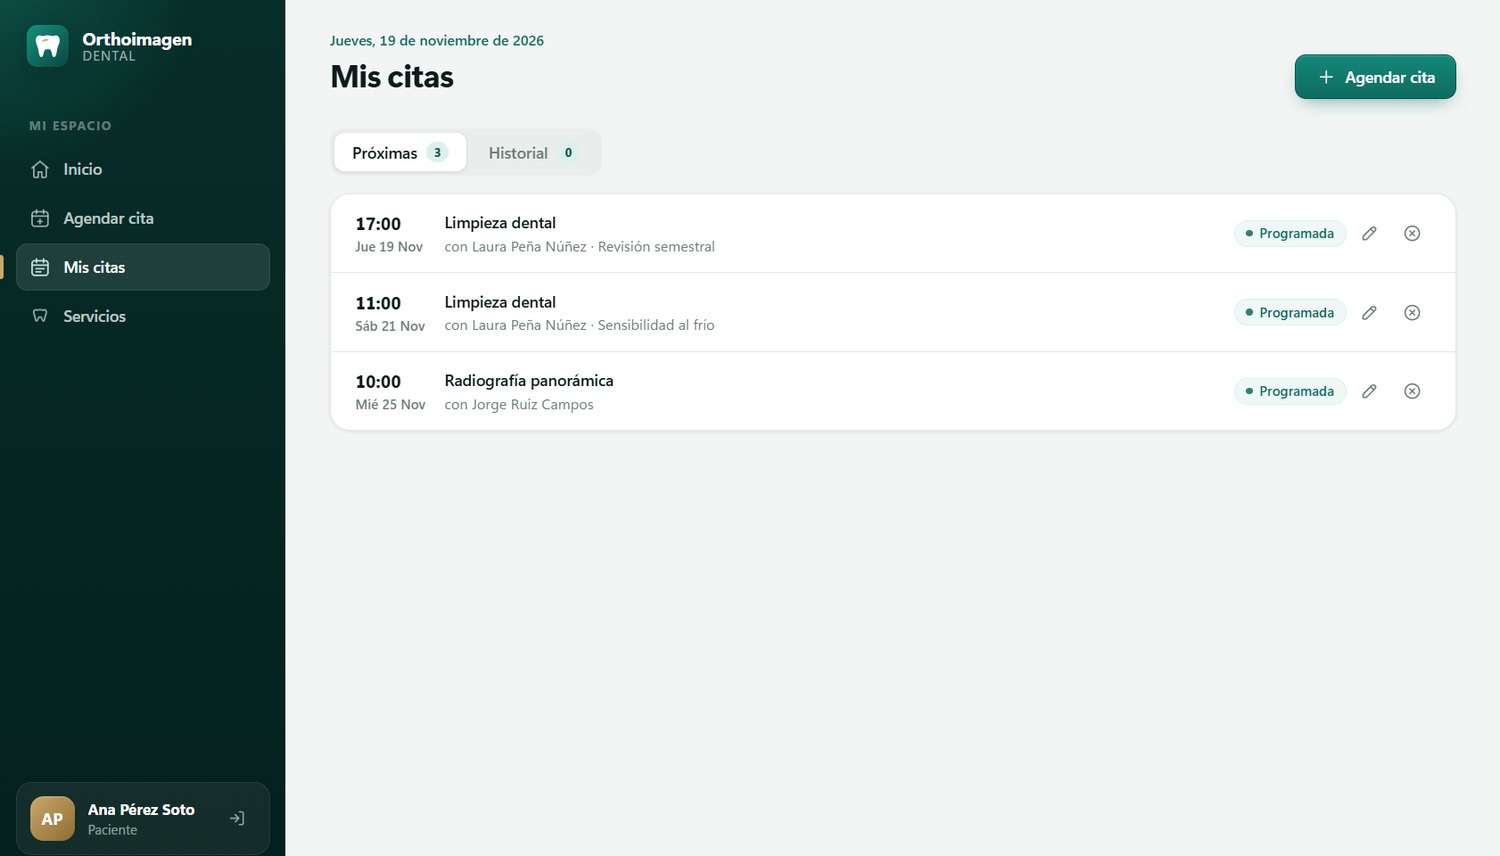 Orthoimagen
DENTAL
MI ESPACIO
Inicio
Agendar cita
Mis citas
Servicios
AP
Ana Pérez Soto
Paciente
Jueves, 19 de noviembre de 2026
Mis citas
+ Agendar cita
Próximas 3
Historial 0
17:00 Limpieza dental
Jue 19 Nov con Laura Peña Núñez · Revisión semestral
Programada
11:00 Limpieza dental
Sáb 21 Nov con Laura Peña Núñez · Sensibilidad al frío
Programada
10:00 Radiografía panorámica
Mié 25 Nov con Jorge Ruiz Campos
Programada